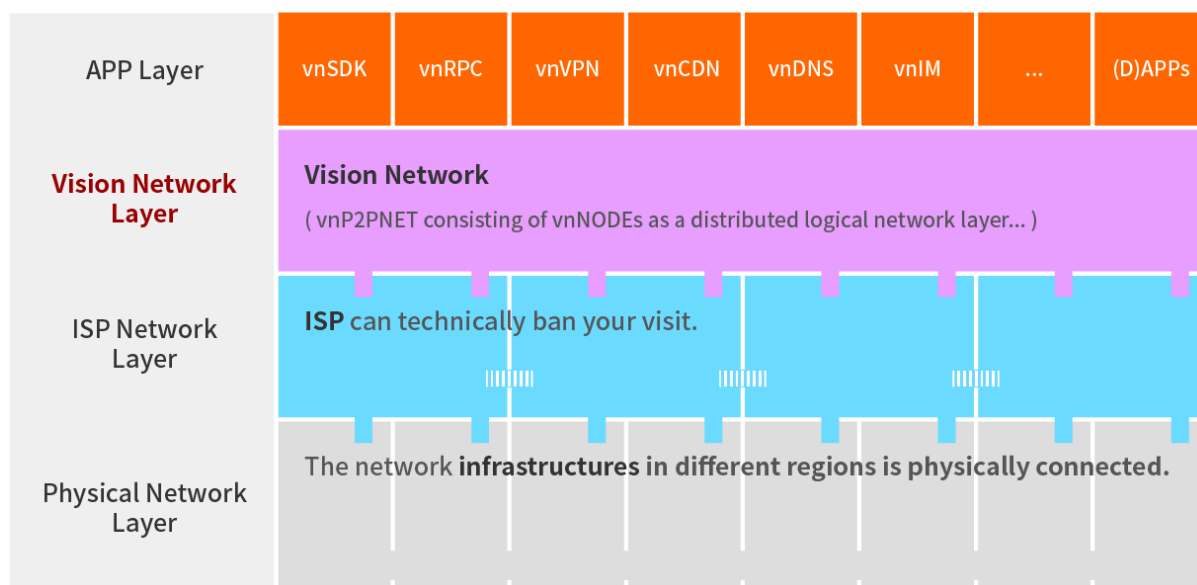 APP Layer
vnSDK
vnRPC
vnVPN
vnCDN
vnDNS
vnIM
...
(D)APPs
Vision Network
Layer
Vision Network
( vnP2PNET consisting of vnNODEs as a distributed logical network layer... )
ISP Network
Layer
ISP can technically ban your visit.
Physical Network
Layer
The network infrastructures in different regions is physically connected.